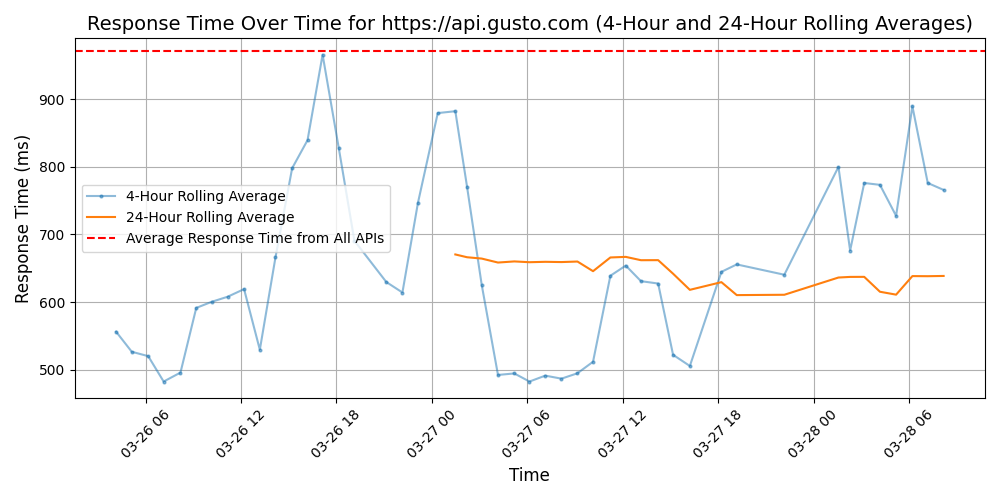 Response Time Over Time for https://api.gusto.com (4-Hour and 24-Hour Rolling Averages)
Response Time (ms)
900
800
700
600
500
4-Hour Rolling Average
24-Hour Rolling Average
Average Response Time from All APIs
03-26 06
03-26 12
03-26 18
03-27 00
03-27 06
03-27 12
03-27 18
03-28 00
03-28 06
Time